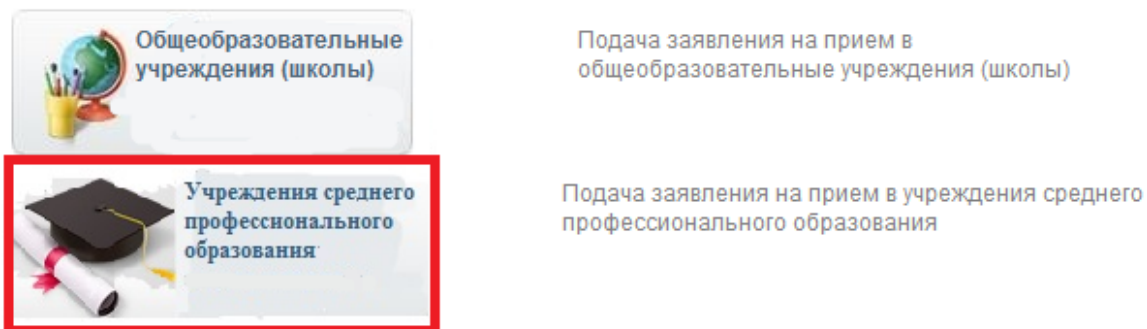 Общеобразовательные
учреждения (школы)
Подача заявления на прием в
общеобразовательные учреждения (школы)
Учреждения среднего
профессионального
образования
Подача заявления на прием в учреждения среднего
профессионального образования